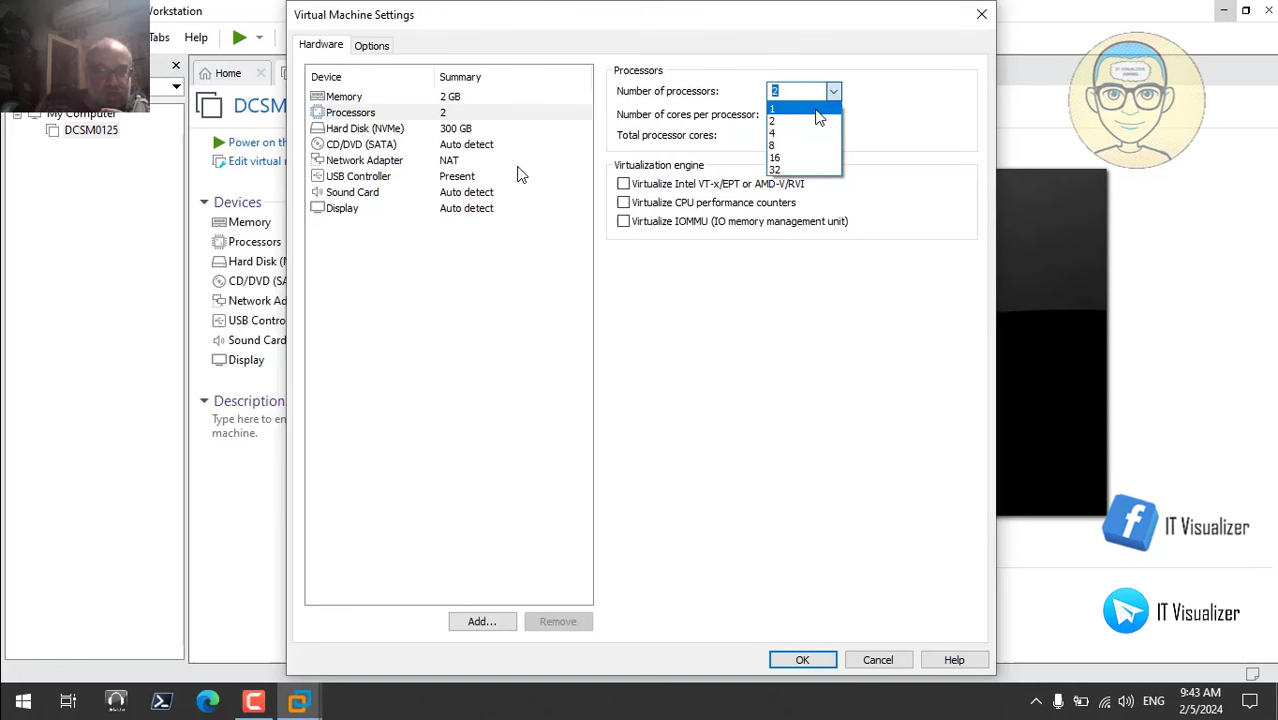 orkstation
Virtual Machine Settings
Tabs
Help
Hardware
Options
Home
My Computer
DCSM0125
DCSM
Power on th
Edit virtual
Devices
Memory
Processors
Hard Disk (N
CD/DVD (SA
Network Ada
USB Contro
Sound Card
Display
Description
Type here to en
machine.
Device Summary
Memory 2 GB
Processors 2
Hard Disk (NVMe) 300 GB
CD/DVD (SATA) Auto detect
Network Adapter NAT
USB Controller Present
Sound Card Auto detect
Display Auto detect
Add...
Remove
Processors
Number of processors: 2
1
2
4
8
16
32
Number of cores per processor:
Total processor cores:
Virtualization engine
Virtualize Intel VT-x/EPT or AMD-V/RVI
Virtualize CPU performance counters
Virtualize IOMMU (IO memory management unit)
OK
Cancel
Help
IT VISUALIZER
f IT Visualizer
IT Visualizer
ENG
9:43 AM
2/5/2024